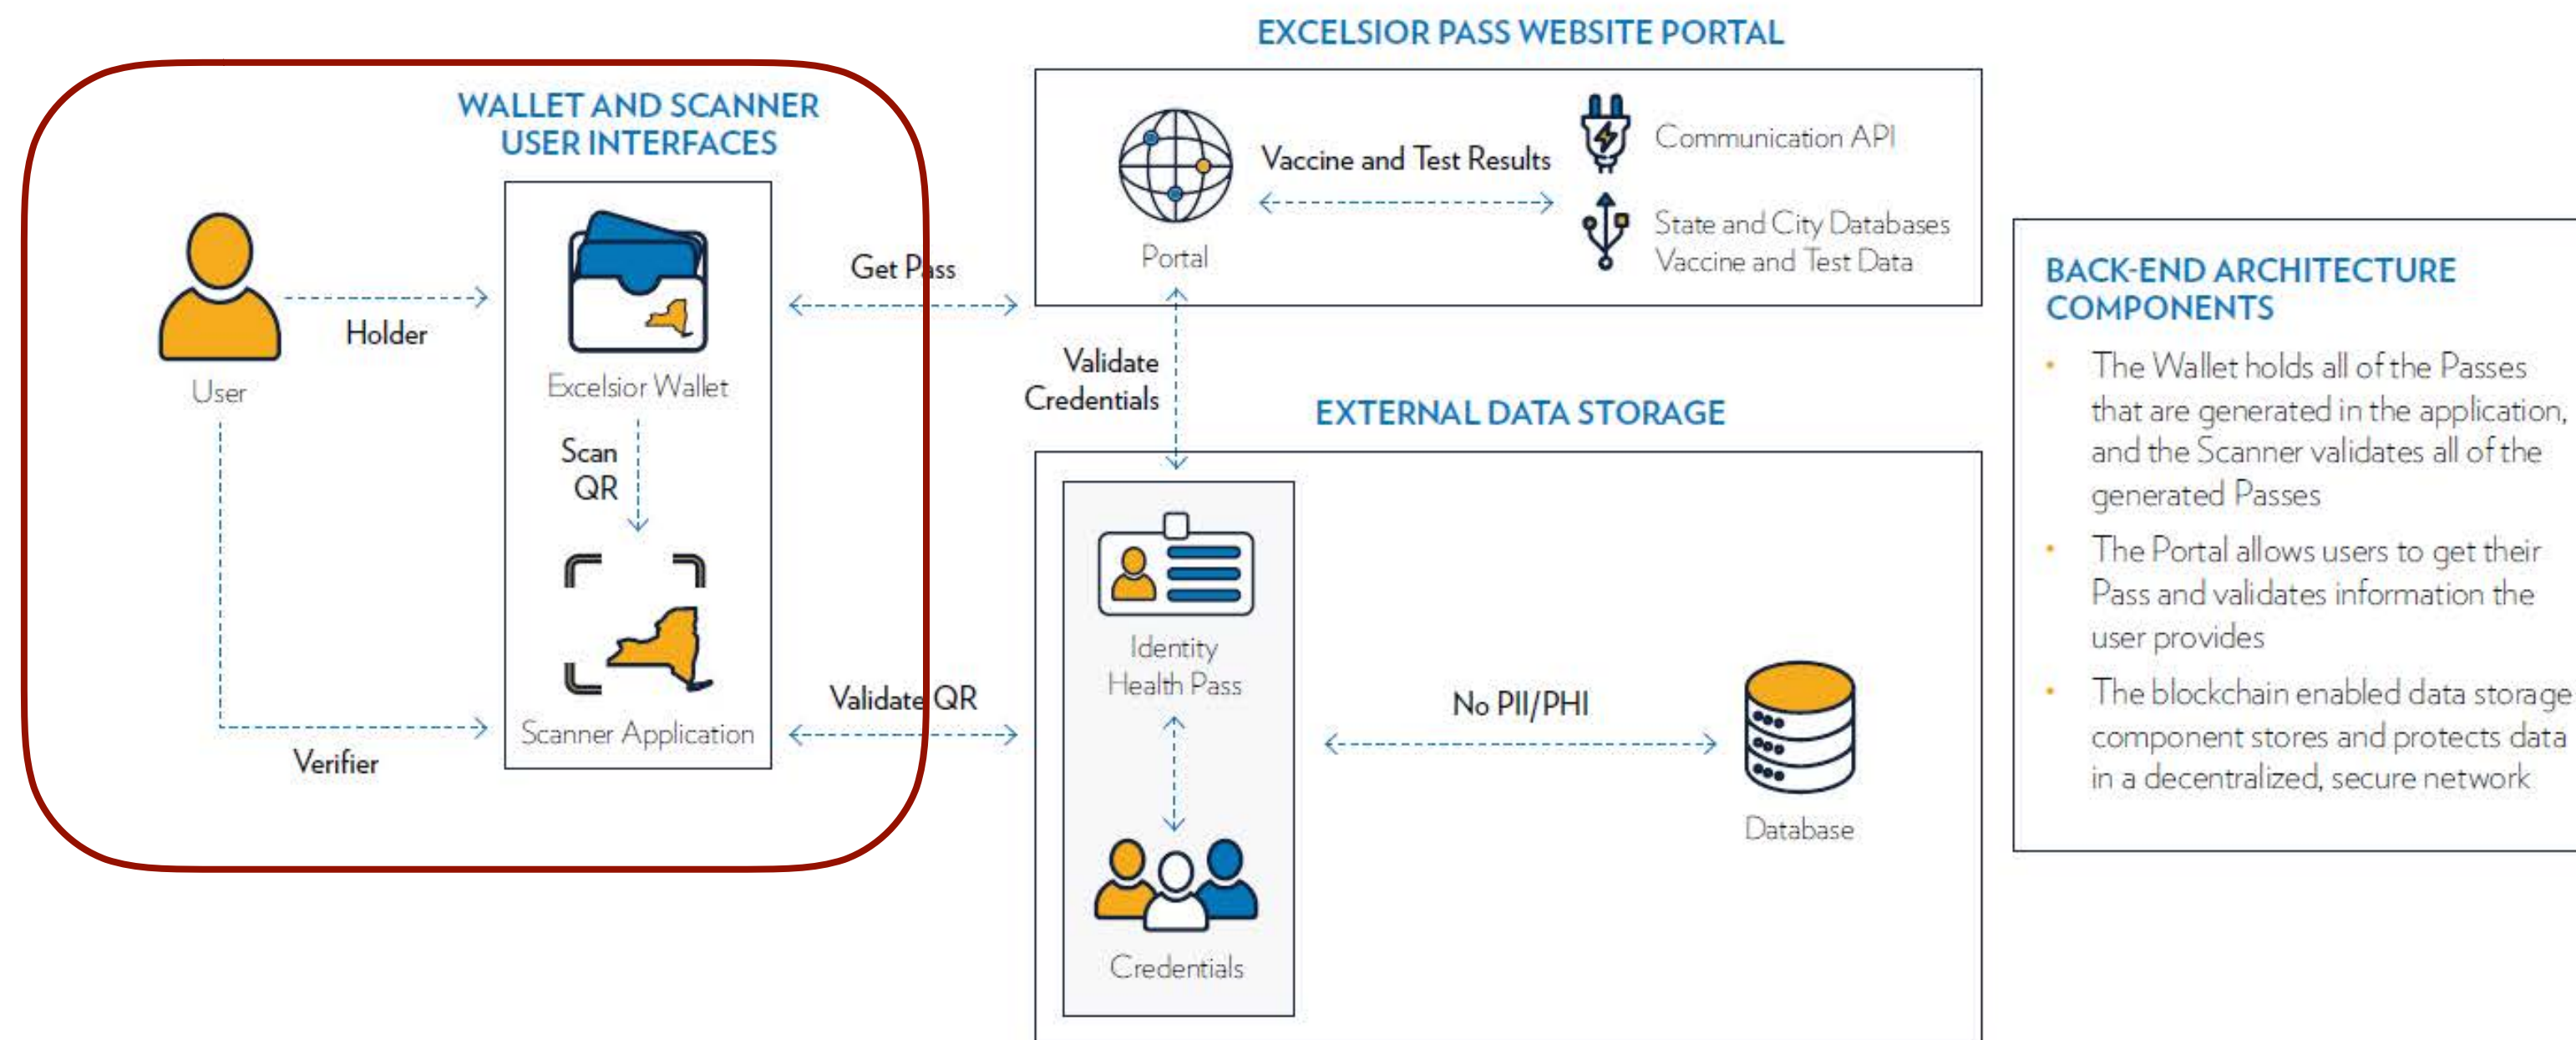 EXCELSIOR PASS WEBSITE PORTAL
WALLET AND SCANNER
USER INTERFACES
User
Holder
Verifier
Excelsior Wallet
Scan
QR
Scanner Application
Get Pass
Validate QR
Portal
Vaccine and Test Results
Communication API
State and City Databases
Vaccine and Test Data
Validate
Credentials
EXTERNAL DATA STORAGE
Identity
Health Pass
Credentials
No PII/PHI
Database
BACK-END ARCHITECTURE
COMPONENTS
• The Wallet holds all of the Passes
that are generated in the application,
and the Scanner validates all of the
generated Passes
• The Portal allows users to get their
Pass and validates information the
user provides
• The blockchain enabled data storage
component stores and protects data
in a decentralized, secure network